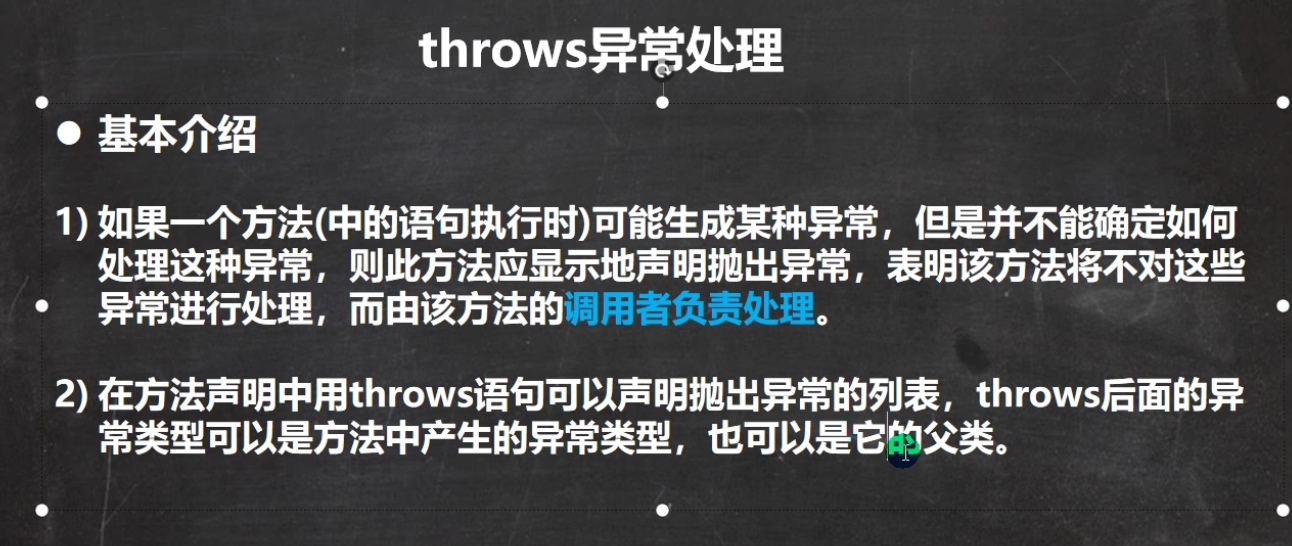 throws异常处理
● 基本介绍
1) 如果一个方法(中的语句执行时)可能生成某种异常，但是并不能确定如何
处理这种异常，则此方法应显示地声明抛出异常，表明该方法将不对这些
异常进行处理，而由该方法的调用者负责处理。
2) 在方法声明中用throws语句可以声明抛出异常的列表，throws后面的异
常类型可以是方法中产生的异常类型，也可以是它的父类。